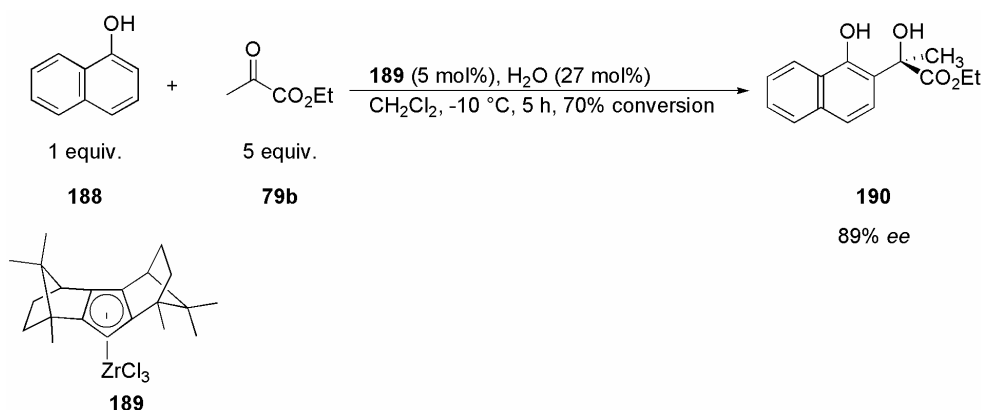 OH
O
CO₂Et
+
189 (5 mol%), H₂O (27 mol%)
CH₂Cl₂, -10 °C, 5 h, 70% conversion
OH OH
CH₃
CO₂Et
1 equiv.
5 equiv.
188
79b
190
89% ee
ZrCl₃
189